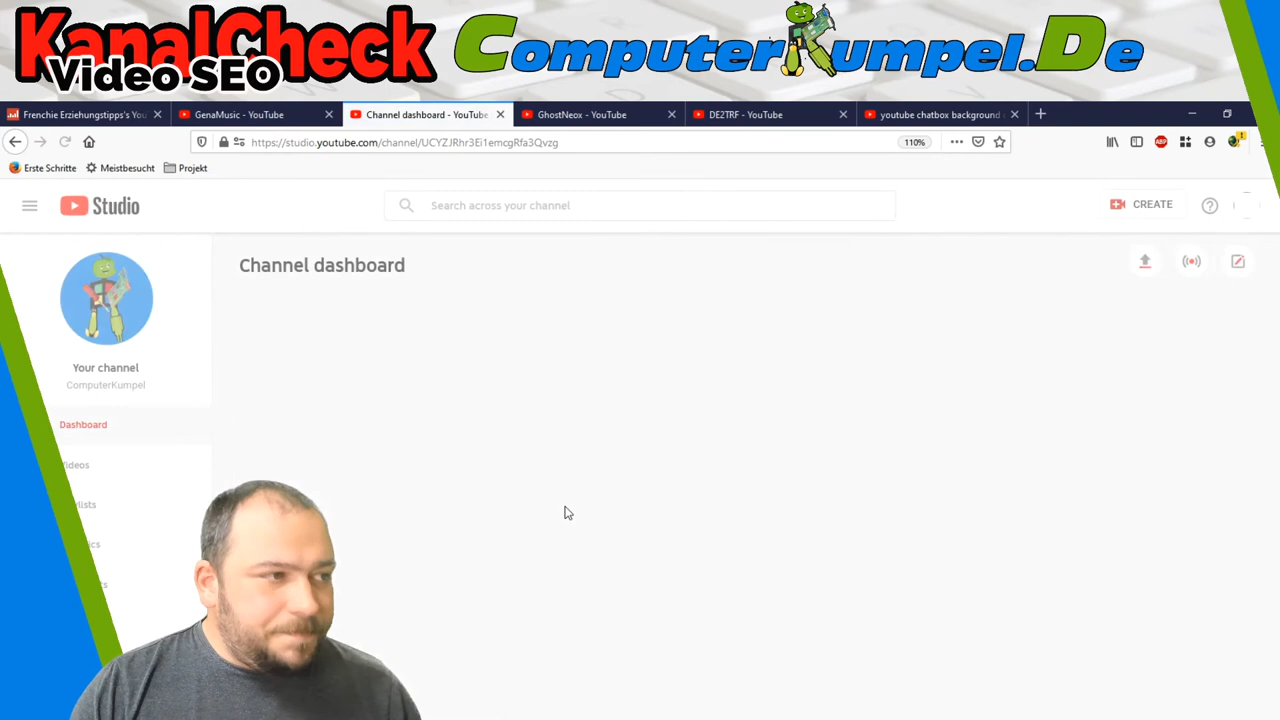 KanalCheck
Video SEO
ComputerKumpel.De
Frenchie Erziehungstipps's You
GenaMusic - YouTube
Channel dashboard - YouTube
GhostNeox - YouTube
DE2TRF - YouTube
youtube chatbox background
https://studio.youtube.com/channel/UCYZJRhr3Ei1emcgRfa3Qvzg
110%
ABP
Erste Schritte
Meistbesucht
Projekt
Studio
Search across your channel
CREATE
Channel dashboard
Your channel
ComputerKumpel
Dashboard